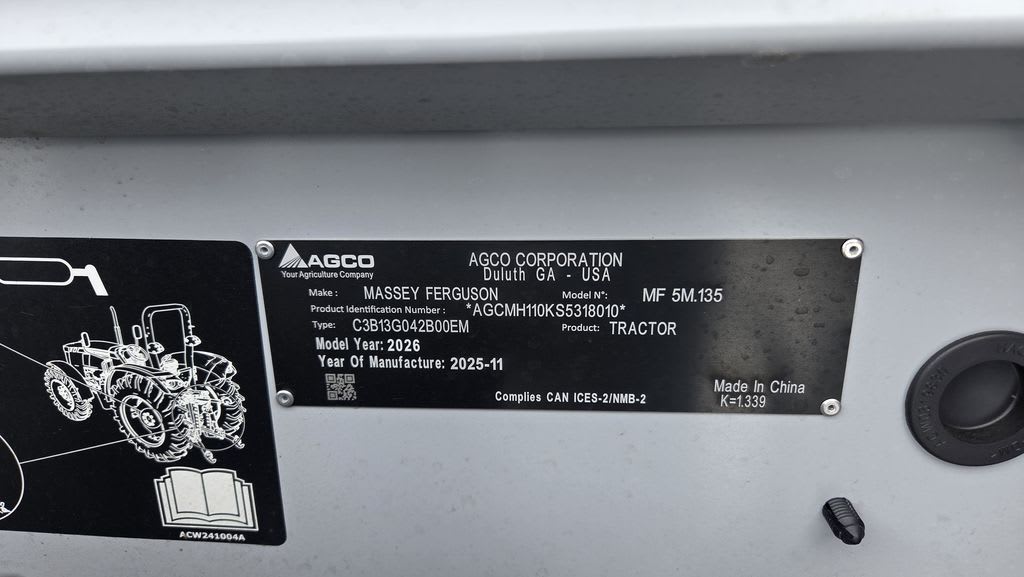 AGCO
Your Agriculture Company
AGCO CORPORATION
Duluth GA - USA
Make : MASSEY FERGUSON Model N°: MF 5M.135
Product Identification Number : *AGCMH110KS5318010*
Type: C3B13G042B00EM Product: TRACTOR
Model Year: 2026
Year Of Manufacture: 2025-11
Complies CAN ICES-2/NMB-2
Made In China
K=1.339
ACW241004A